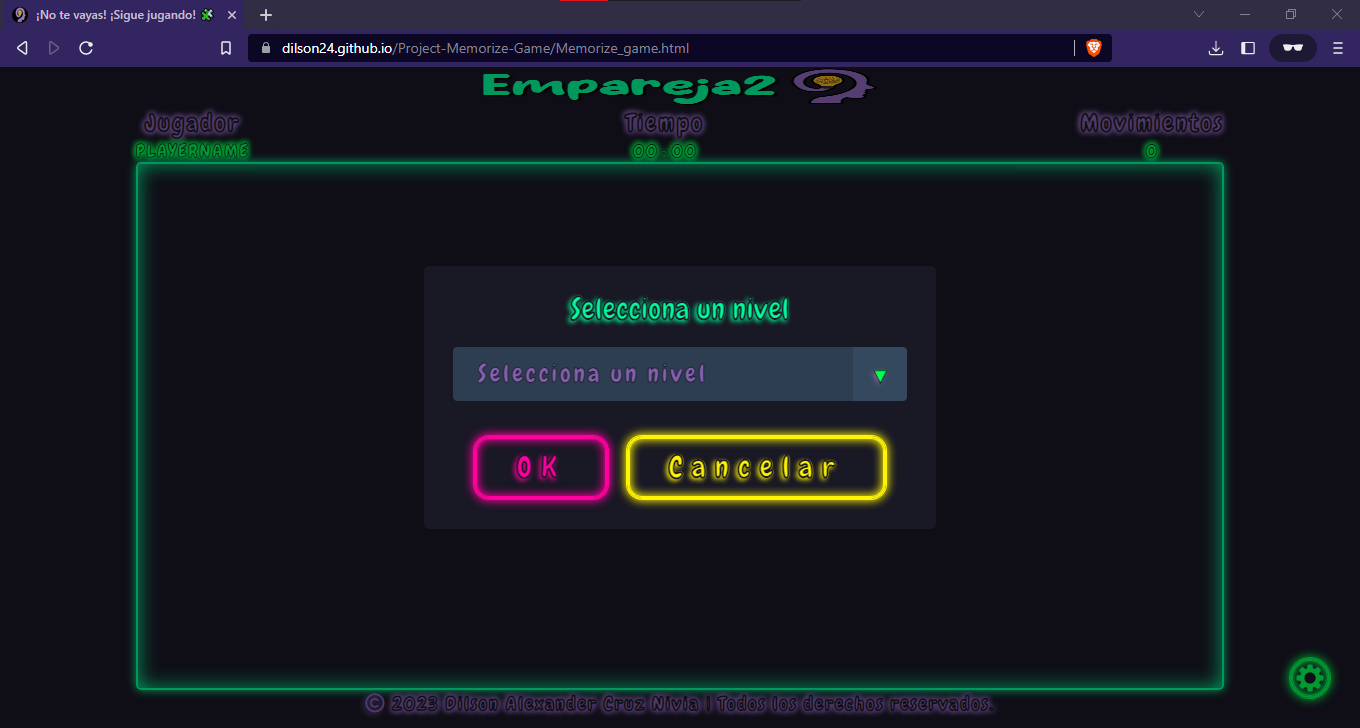 ¡No te vayas! ¡Sigue jugando!
dilson24.github.io/Project-Memorize-Game/Memorize_game.html
Empareja2
Jugador Tiempo Movimientos
PLAYERNAME 00:00 0
Selecciona un nivel
Selecciona un nivel
OK Cancelar
© 2023 Dilson Alexander Cruz Nivia | Todos los derechos reservados.